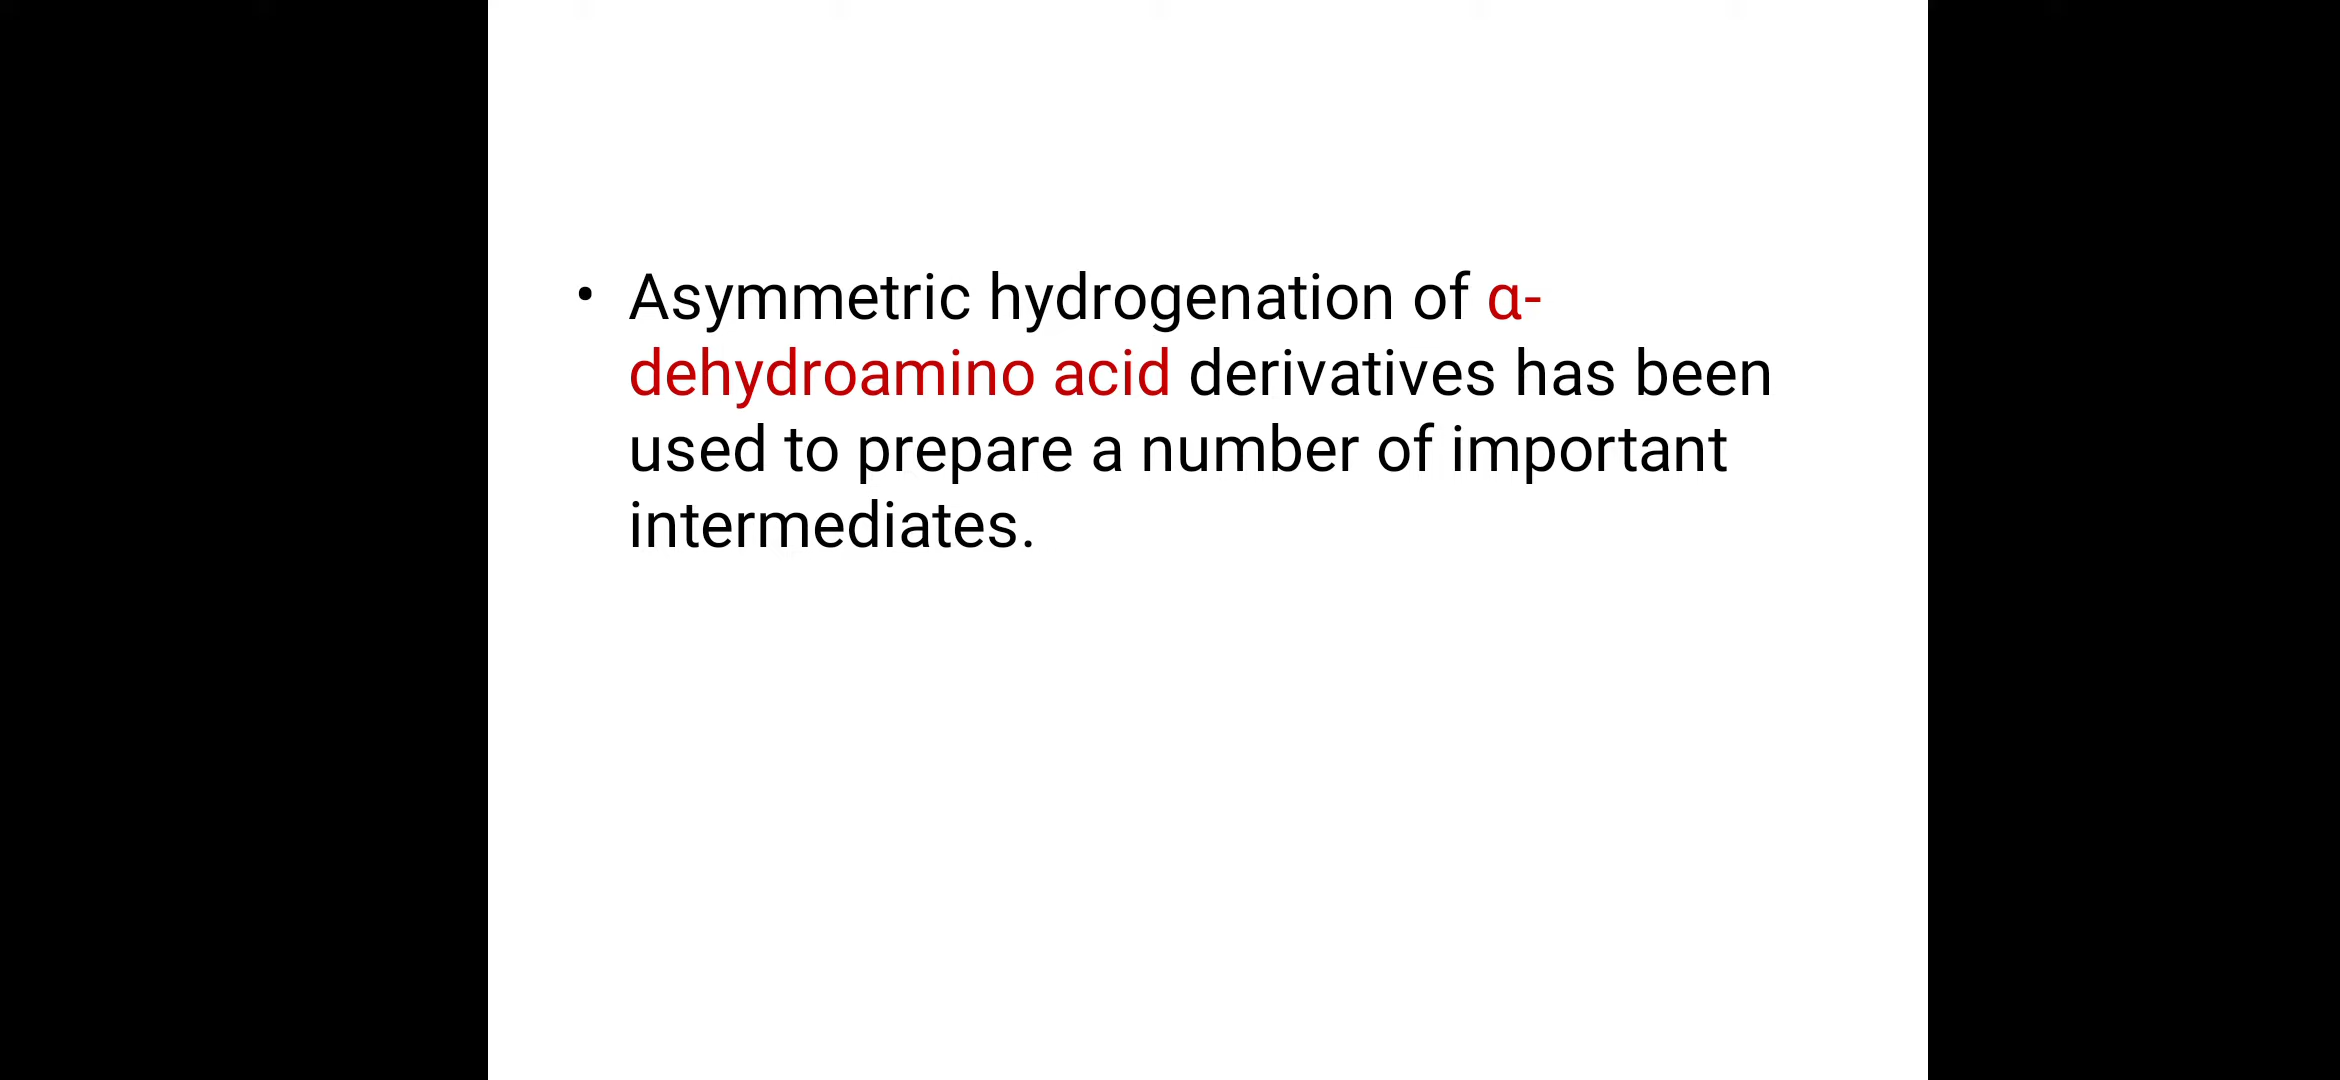 • Asymmetric hydrogenation of α-
dehydroamino acid derivatives has been
used to prepare a number of important
intermediates.